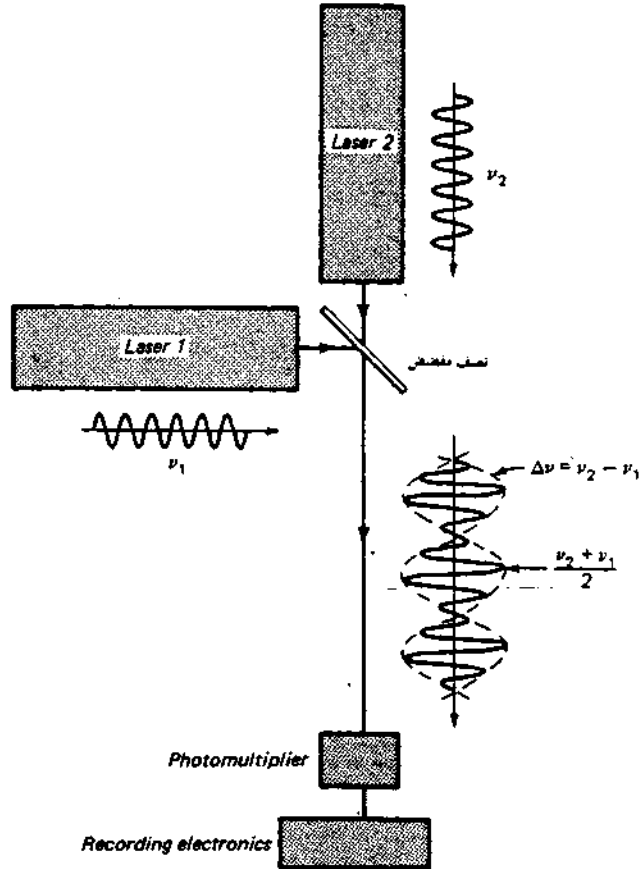 Laser 2
ν₂
Laser 1
نصف مفضض
ν₁
Δν = ν₂ − ν₁
ν₂ + ν₁
2
Photomultiplier
Recording electronics